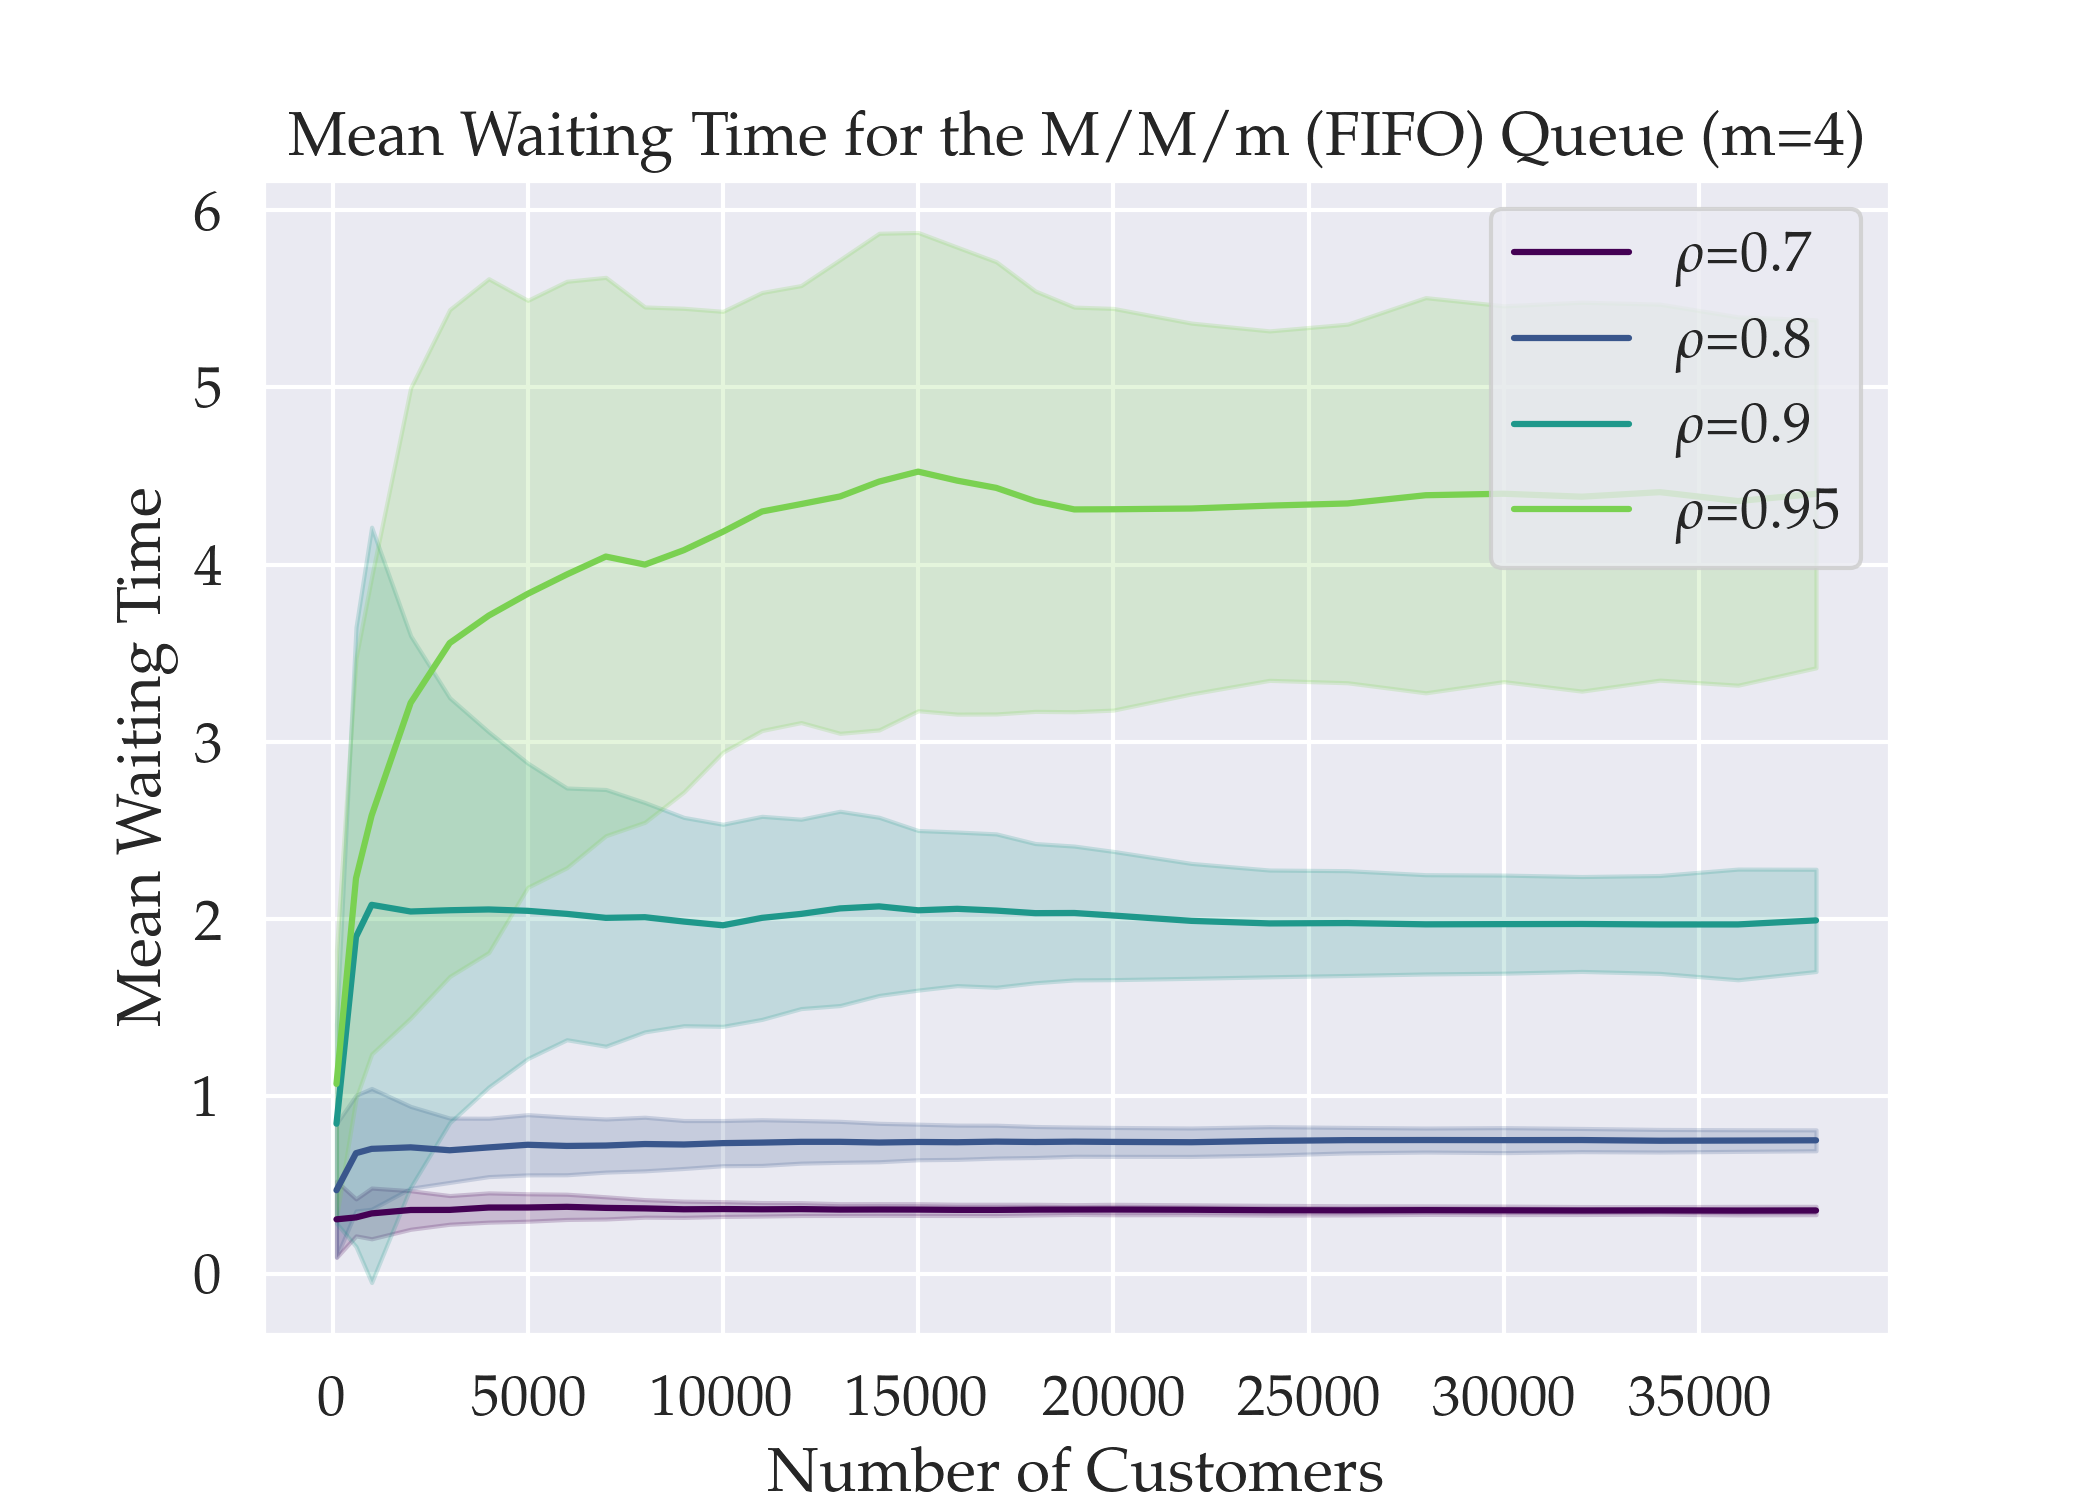 Mean Waiting Time for the M/M/m (FIFO) Queue (m=4)
6
5
4
3
2
1
0
Mean Waiting Time
ρ=0.7
ρ=0.8
ρ=0.9
ρ=0.95
0 5000 10000 15000 20000 25000 30000 35000
Number of Customers